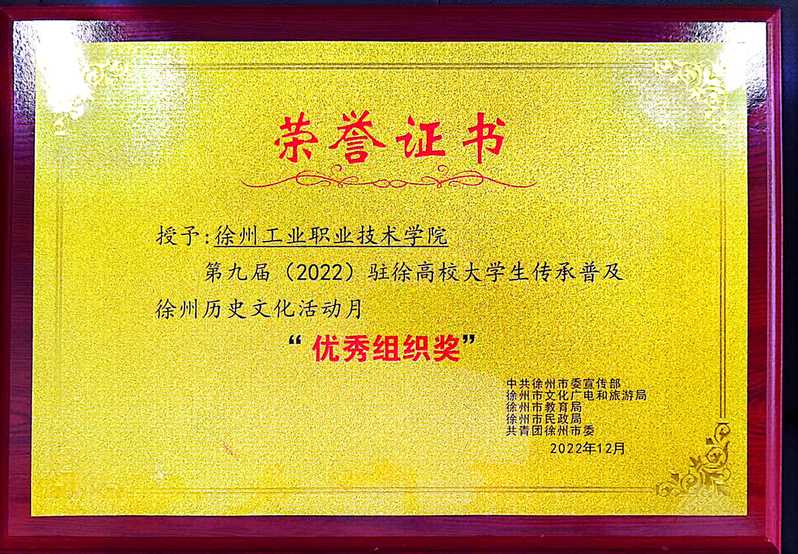 荣誉证书
授予:徐州工业职业技术学院
第九届（2022）驻徐高校大学生传承普及
徐州历史文化活动月
“优秀组织奖”
中共徐州市委宣传部
徐州市文化广电和旅游局
徐州市教育局
徐州市民政局
共青团徐州市委
2022年12月